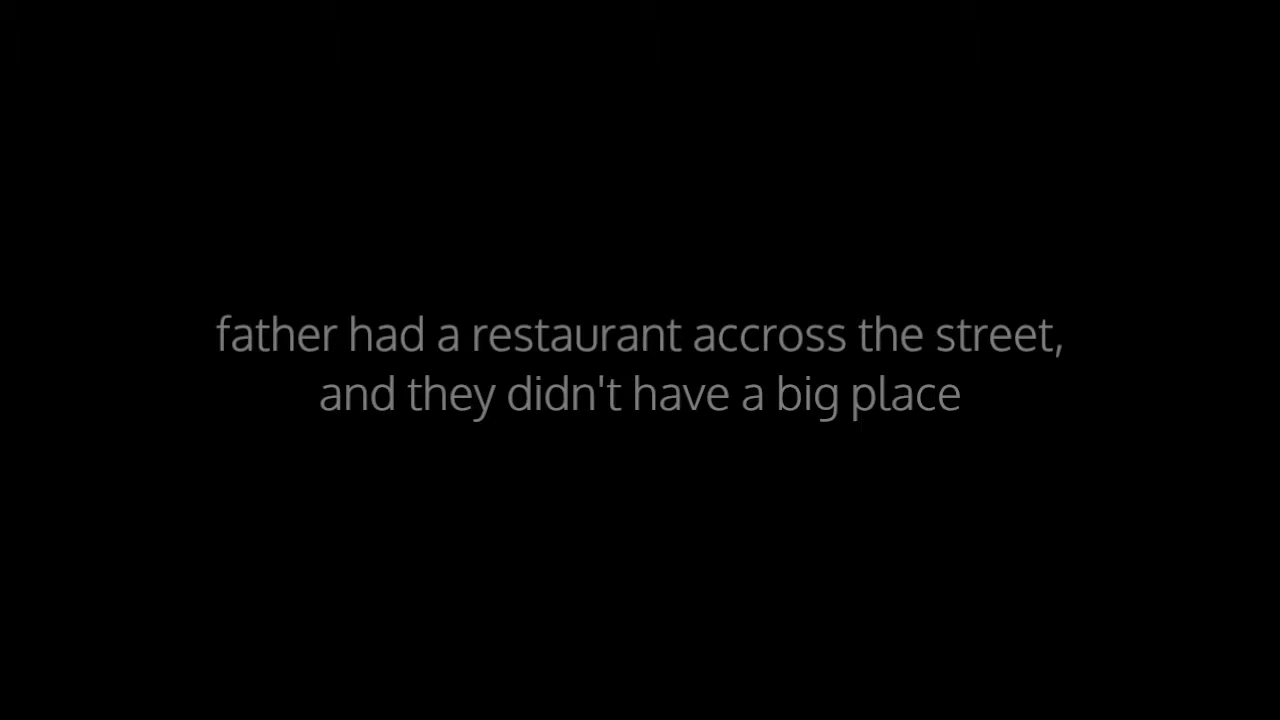 father had a restaurant accross the street,
and they didn't have a big place